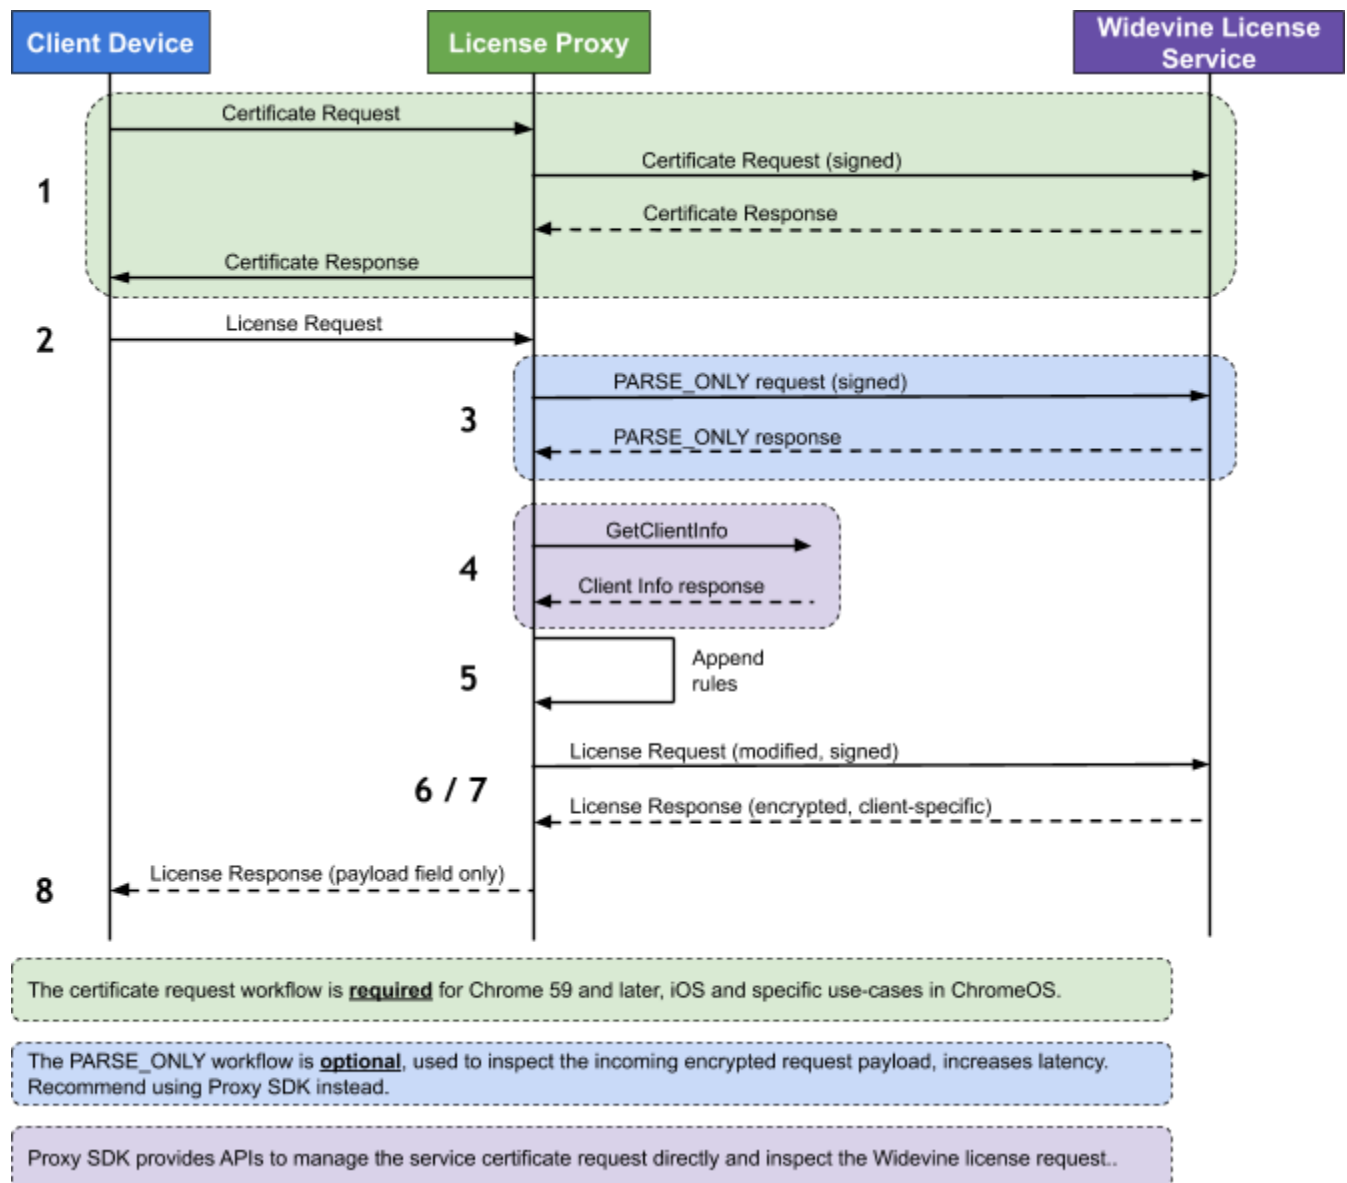 Client Device
License Proxy
Widevine License
Service
Certificate Request
Certificate Request (signed)
1
Certificate Response
Certificate Response
License Request
2
PARSE_ONLY request (signed)
3
PARSE_ONLY response
GetClientInfo
4
Client Info response
5
Append
rules
License Request (modified, signed)
6 / 7
License Response (encrypted, client-specific)
License Response (payload field only)
8
The certificate request workflow is required for Chrome 59 and later, iOS and specific use-cases in ChromeOS.
The PARSE_ONLY workflow is optional, used to inspect the incoming encrypted request payload, increases latency.
Recommend using Proxy SDK instead.
Proxy SDK provides APIs to manage the service certificate request directly and inspect the Widevine license request..